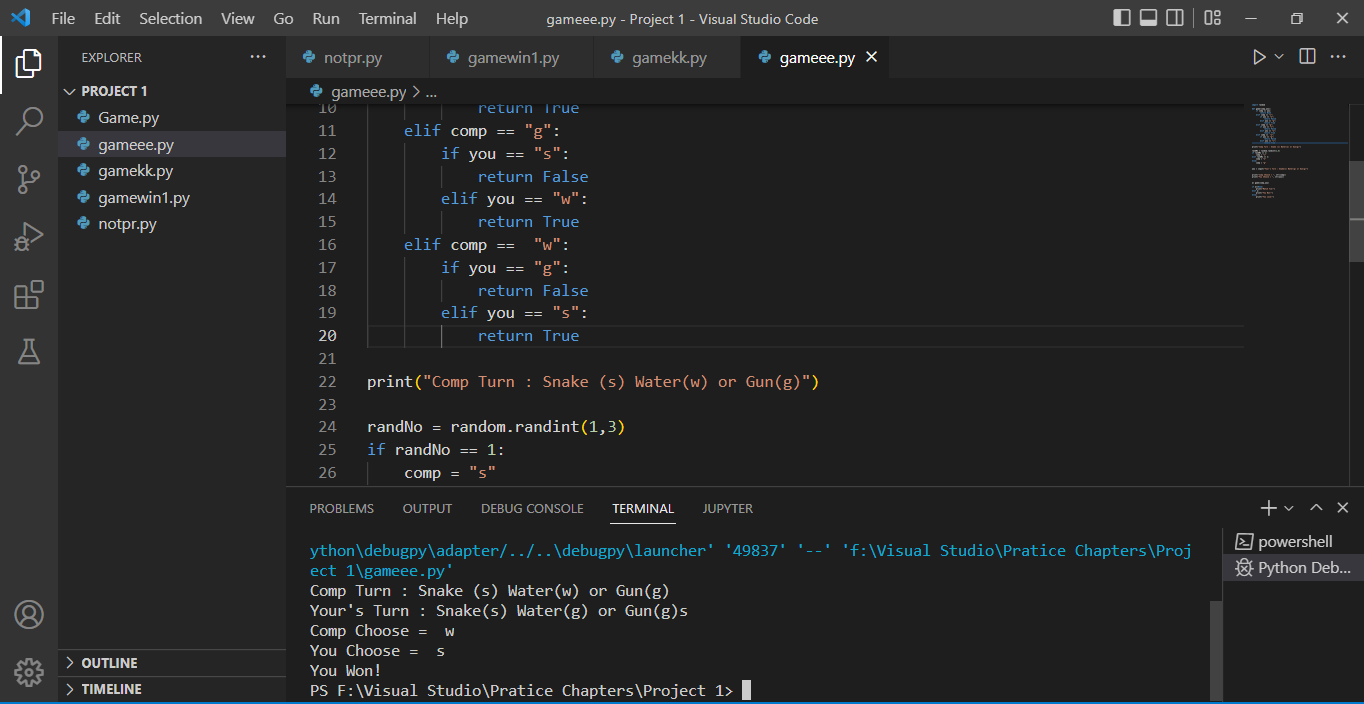 File Edit Selection View Go Run Terminal Help
gameee.py - Project 1 - Visual Studio Code
EXPLORER
PROJECT 1
Game.py
gameee.py
gamekk.py
gamewin1.py
notpr.py
OUTLINE
TIMELINE
notpr.py gamewin1.py gamekk.py gameee.py
gameee.py > ...
10 return True
11 elif comp == "g":
12 if you == "s":
13 return False
14 elif you == "w":
15 return True
16 elif comp ==  "w":
17 if you == "g":
18 return False
19 elif you == "s":
20 return True
21
22 print("Comp Turn : Snake (s) Water(w) or Gun(g)")
23
24 randNo = random.randint(1,3)
25 if randNo == 1:
26 comp = "s"
PROBLEMS OUTPUT DEBUG CONSOLE TERMINAL JUPYTER
ython\debugpy\adapter/../..\debugpy\launcher' '49837' '--' 'f:\Visual Studio\Pratice Chapters\Proj
ect 1\gameee.py'
Comp Turn : Snake (s) Water(w) or Gun(g)
Your's Turn : Snake(s) Water(g) or Gun(g)s
Comp Choose =  w
You Choose =  s
You Won!
PS F:\Visual Studio\Pratice Chapters\Project 1>
powershell
Python Deb...